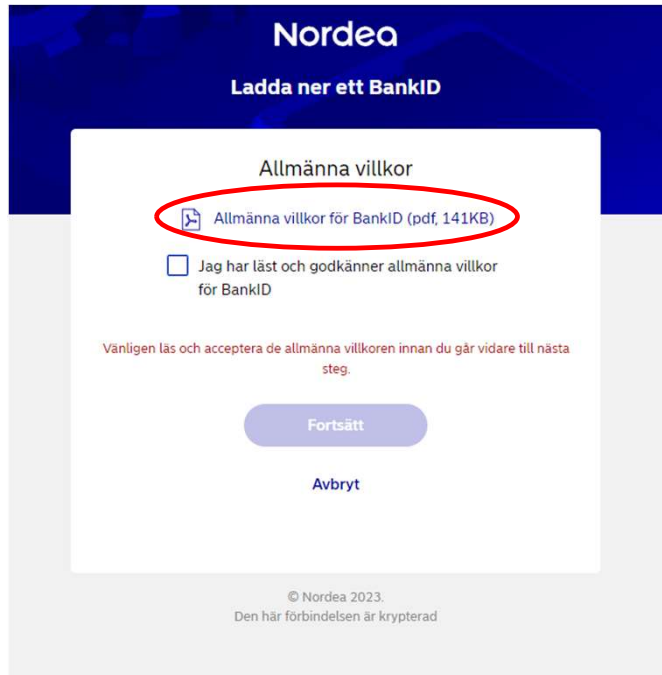 Nordea
Ladda ner ett BankID
Allmänna villkor
Allmänna villkor för BankID (pdf, 141KB)
Jag har läst och godkänner allmänna villkor
för BankID
Vänligen läs och acceptera de allmänna villkoren innan du går vidare till nästa
steg.
Fortsätt
Avbryt
© Nordea 2023.
Den här förbindelsen är krypterad